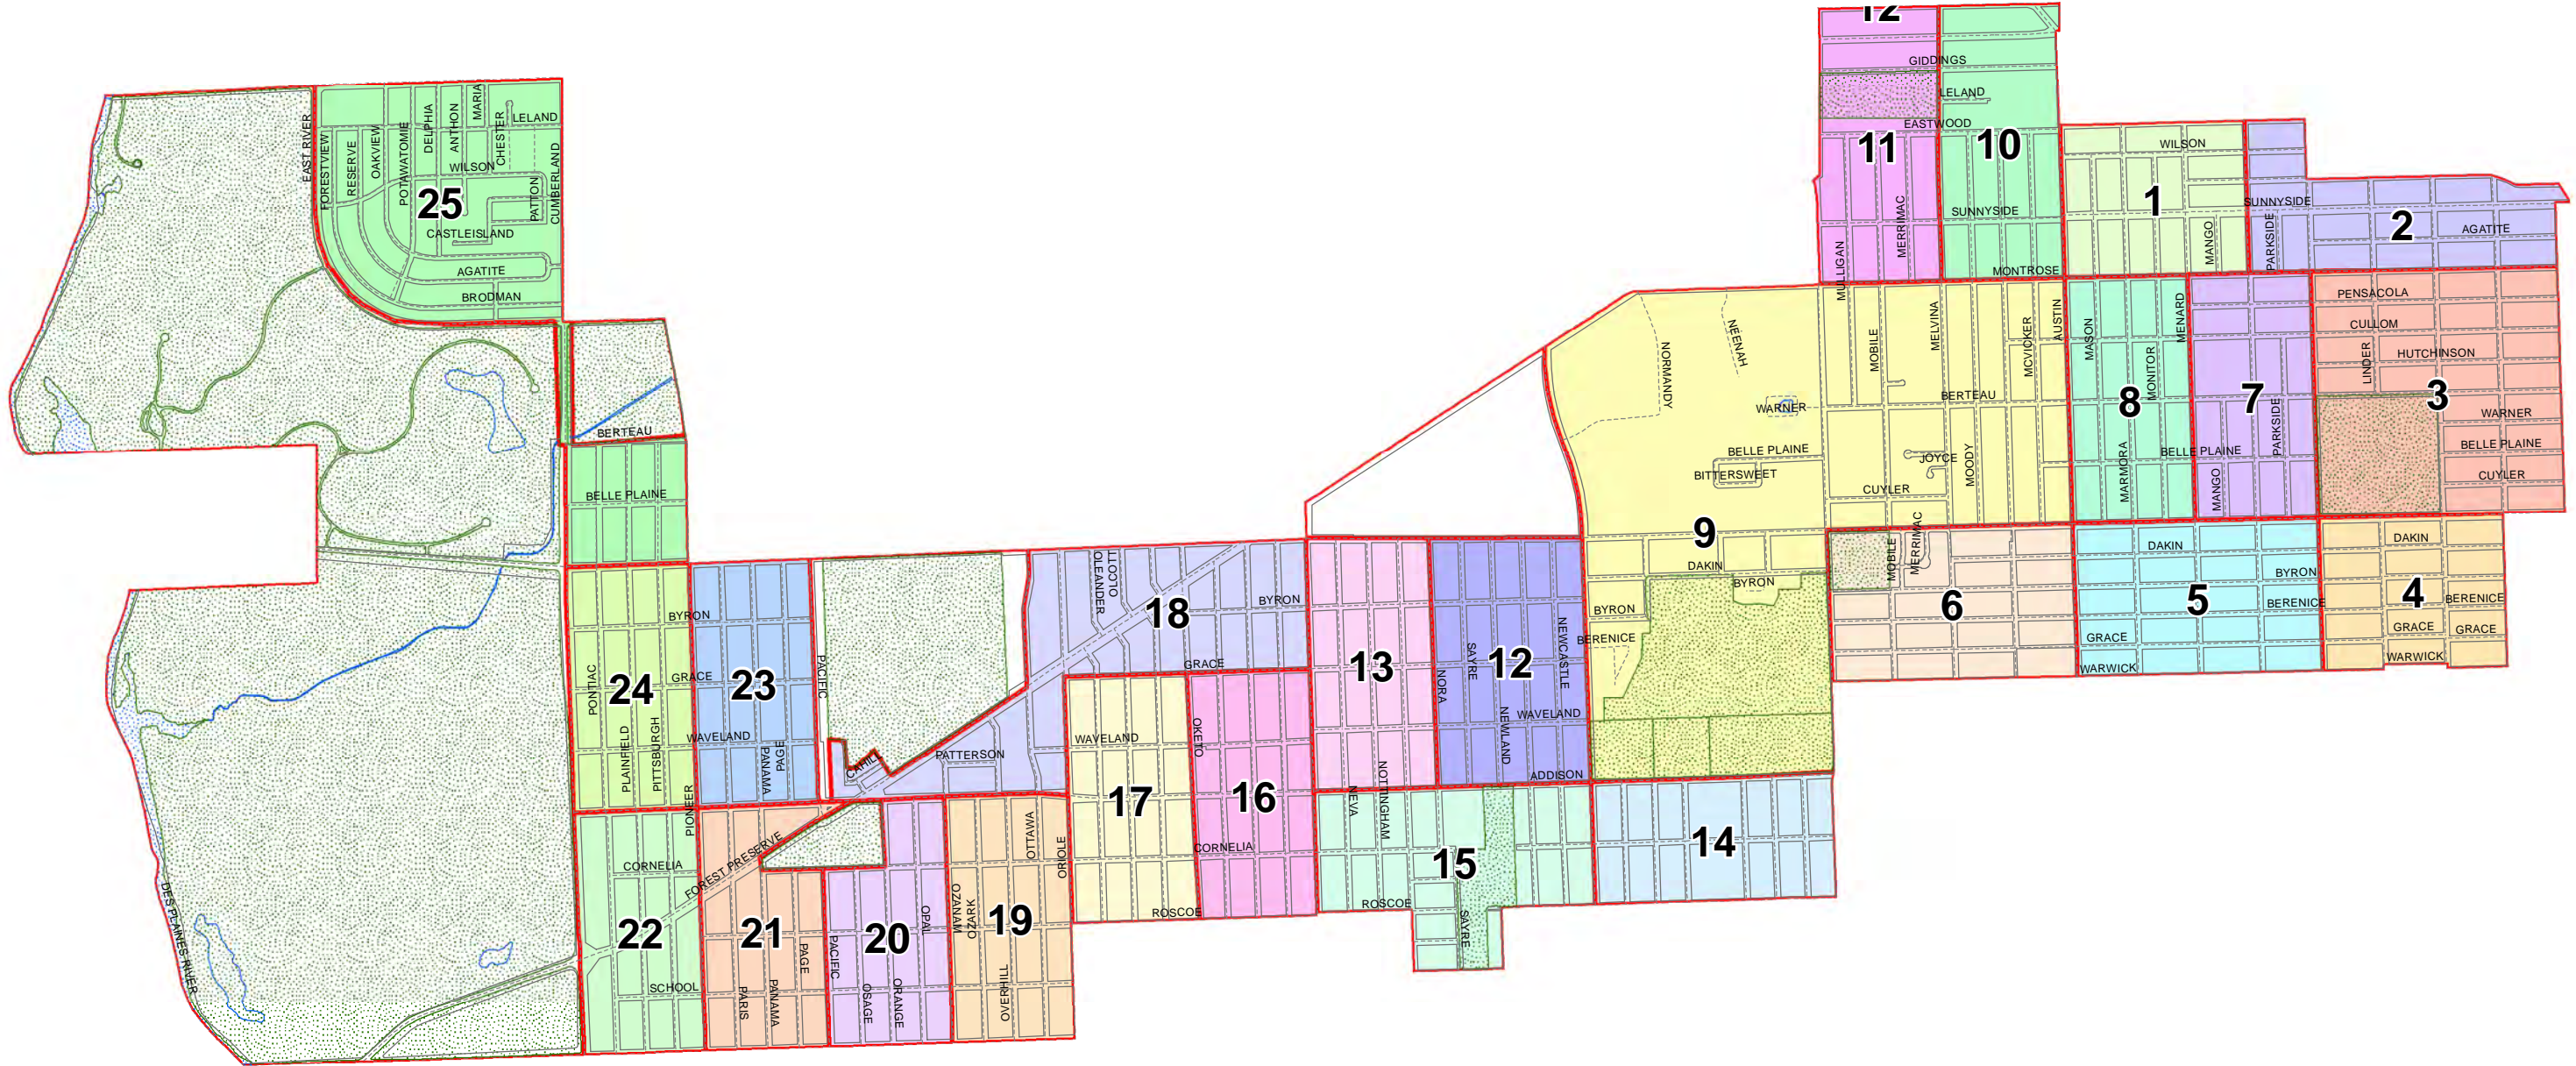 12
GIDDINGS
LELAND
EASTWOOD
11
10
SUNNYSIDE
MERRIMAC
MULLIGAN
MONTROSE
WILSON
1
MANGO
SUNNYSIDE
PARKSIDE
2
AGATITE
EAST RIVER
FORESTVIEW
RESERVE
OAKVIEW
POTAWATOMIE
DELPHIA
ANTHON
MARIA
CHESTER
LELAND
WILSON
PATTON
CUMBERLAND
25
CASTLEISLAND
AGATITE
BRODMAN
BERTEAU
BELLE PLAINE
NORMANDY
NEENAH
WARNER
MOBILE
MELVINA
MCVICKER
AUSTIN
BERTEAU
BELLE PLAINE
BITTERSWEET
JOYCE
MOODY
CUYLER
9
DAKIN
BYRON
BYRON
BERENICE
MASON
MENARD
MONITOR
8
MARMORA
BELLE PLAINE
7
PARKSIDE
MANGO
PENSACOLA
CULLOM
HUTCHINSON
LINDER
3
WARNER
BELLE PLAINE
CUYLER
MOBILE
MERRIMAC
6
DAKIN
BYRON
5
BERENICE
GRACE
WARWICK
DAKIN
4
BERENICE
GRACE
GRACE
WARWICK
BYRON
PONTIAC
GRACE
24
23
PLAINFIELD
PITTSBURGH
WAVELAND
PANAMA
PAGE
PACIFIC
PIONEER
OLEANDER
OLCOTT
18
BYRON
GRACE
PATTERSON
CAHILL
13
12
NORA
SAYRE
NEWCASTLE
NEWLAND
WAVELAND
ADDISON
WAVELAND
17
OKETO
16
CORNELIA
ROSCOE
NEVA
NOTTINGHAM
15
ROSCOE
SAYRE
14
CORNELIA
FOREST PRESERVE
22
SCHOOL
21
PAGE
PARIS
PANAMA
PACIFIC
20
OPAL
OSAGE
ORANGE
OZANAM
OZARK
19
OTTAWA
ORIOLE
OVERHILL
DES PLAINES RIVER